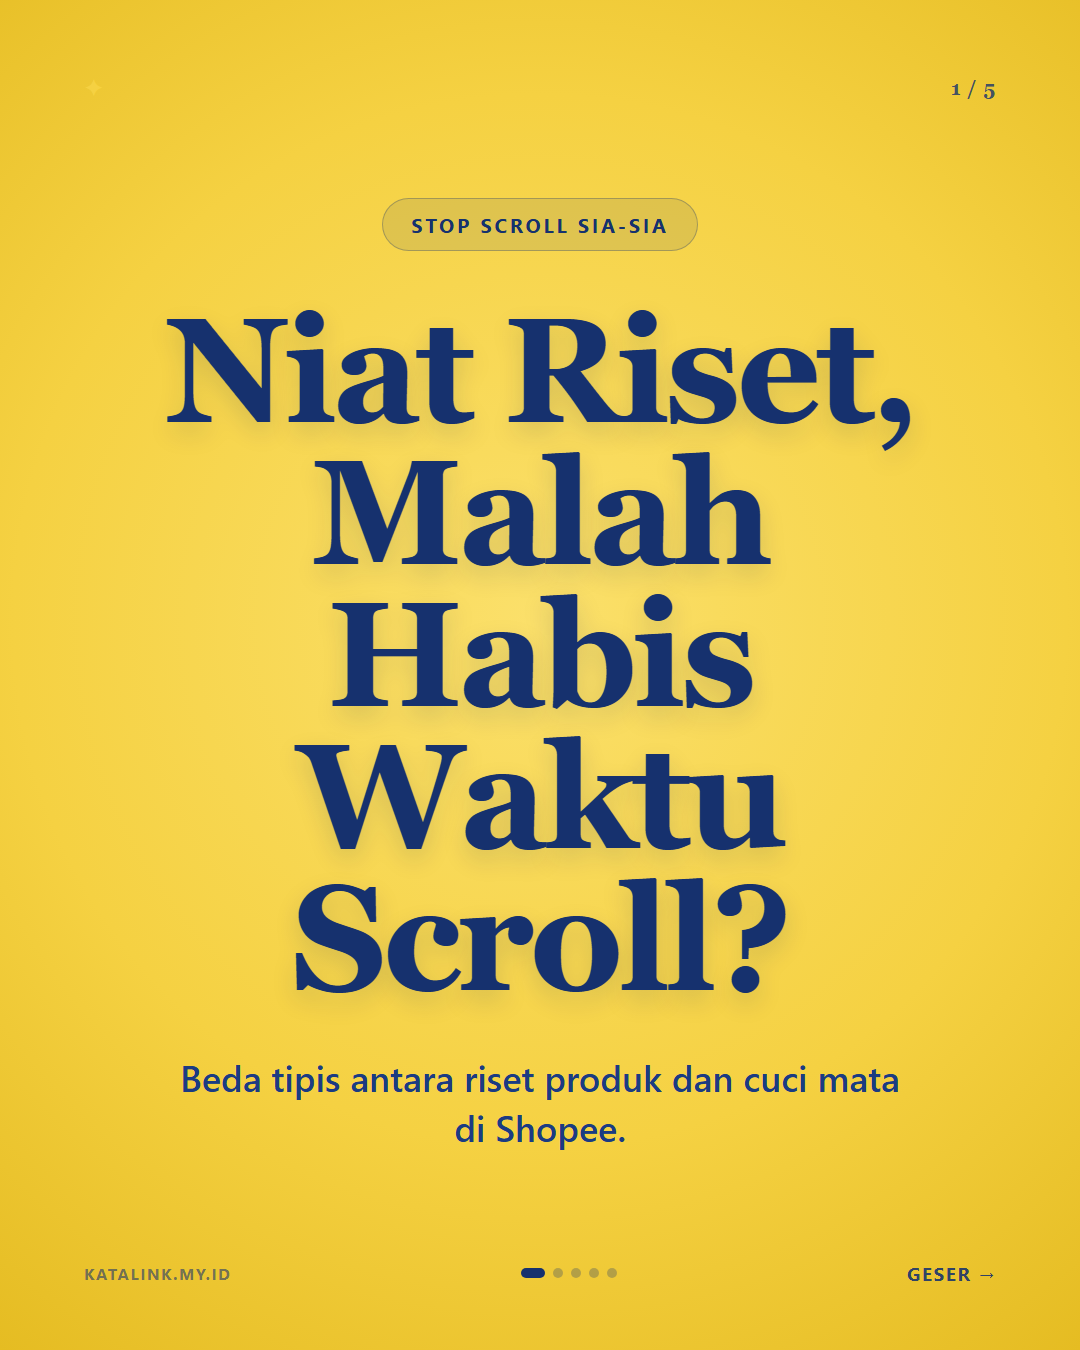 1 / 5
STOP SCROLL SIA-SIA
Niat Riset,
Malah
Habis
Waktu
Scroll?
Beda tipis antara riset produk dan cuci mata
di Shopee.
KATALINK.MY.ID
GESER →